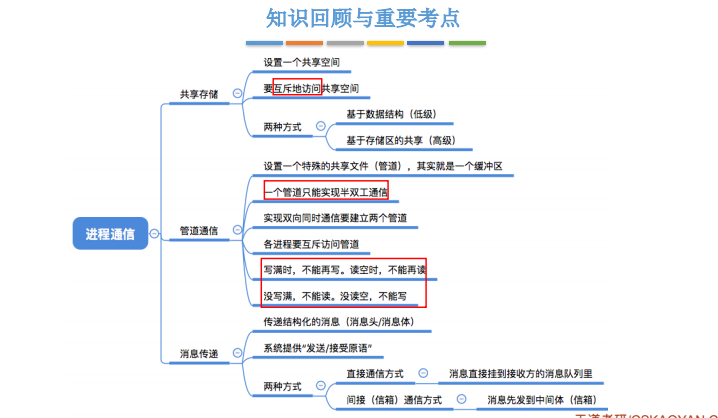 知识回顾与重要考点
进程通信
共享存储
设置一个共享空间
要互斥地访问共享空间
两种方式
基于数据结构（低级）
基于存储区的共享（高级）
管道通信
设置一个特殊的共享文件（管道），其实就是一个缓冲区
一个管道只能实现半双工通信
实现双向同时通信要建立两个管道
各进程要互斥访问管道
写满时，不能再写。读空时，不能再读
没写满，不能读。没读空，不能写
消息传递
传递结构化的消息（消息头/消息体）
系统提供“发送/接受原语”
两种方式
直接通信方式
消息直接挂到接收方的消息队列里
间接（信箱）通信方式
消息先发到中间体（信箱）